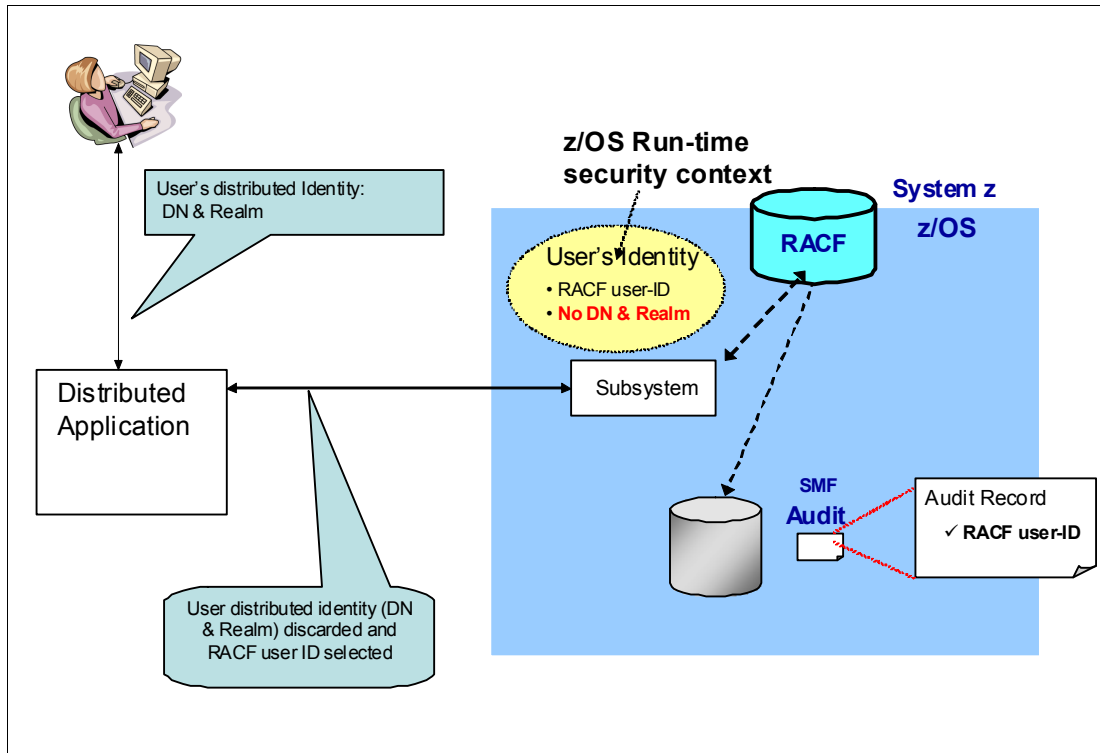 z/OS Run-time
security context
System z
z/OS
RACF
User's distributed Identity:
DN & Realm
User's Identity
• RACF user-ID
• No DN & Realm
Distributed
Application
Subsystem
SMF
Audit
Audit Record
✓ RACF user-ID
User distributed identity (DN
& Realm) discarded and
RACF user ID selected